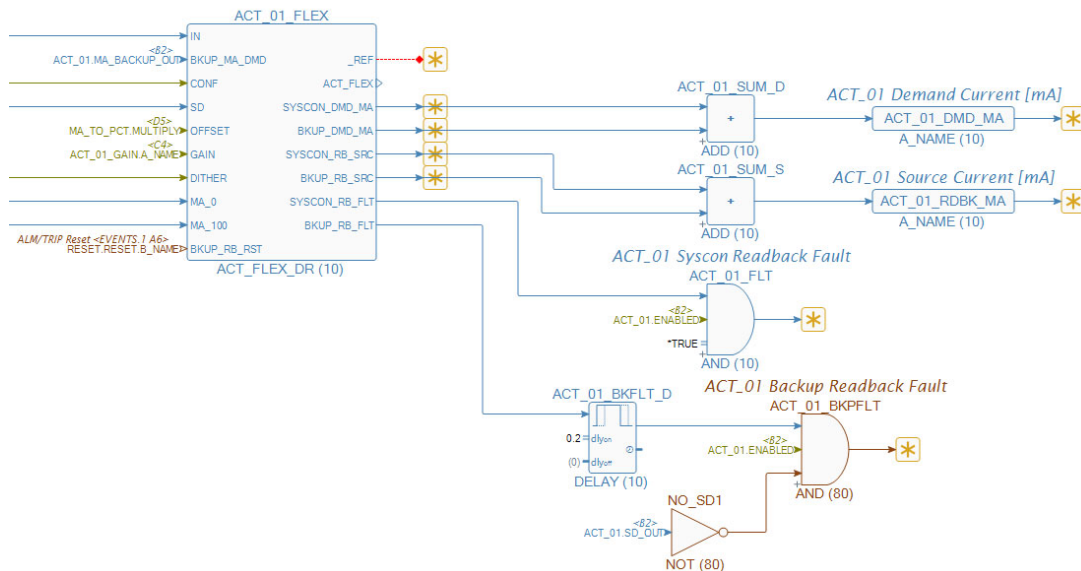 ACT_01_FLEX
IN
<B2>
ACT_01.MA_BACKUP_OUT
BKUP_MA_DMD
_REF
CONF
ACT_FLEX
SD
SYSCON_DMD_MA
<D5>
MA_TO_PCT.MULTIPLY
OFFSET
BKUP_DMD_MA
<C4>
ACT_01_GAIN.A_NAME
GAIN
SYSCON_RB_SRC
DITHER
BKUP_RB_SRC
MA_0
SYSCON_RB_FLT
MA_100
BKUP_RB_FLT
ALM/TRIP Reset <EVENTS.1 A6>
RESET.RESET.B_NAME
BKUP_RB_RST
ACT_FLEX_DR (10)
ACT_01_SUM_D
+
+
ADD (10)
ACT_01 Demand Current [mA]
ACT_01_DMD_MA
A_NAME (10)
ACT_01_SUM_S
+
+
ADD (10)
ACT_01 Source Current [mA]
ACT_01_RDBK_MA
A_NAME (10)
ACT_01 Syscon Readback Fault
ACT_01_FLT
<B2>
ACT_01.ENABLED
*TRUE
+
AND (10)
ACT_01 Backup Readback Fault
ACT_01_BKFLT_D
0.2
dlyon
(0)
dlyoff
DELAY (10)
ACT_01_BKPFLT
<B2>
ACT_01.ENABLED
+
AND (80)
NO_SD1
<B2>
ACT_01.SD_OUT
NOT (80)